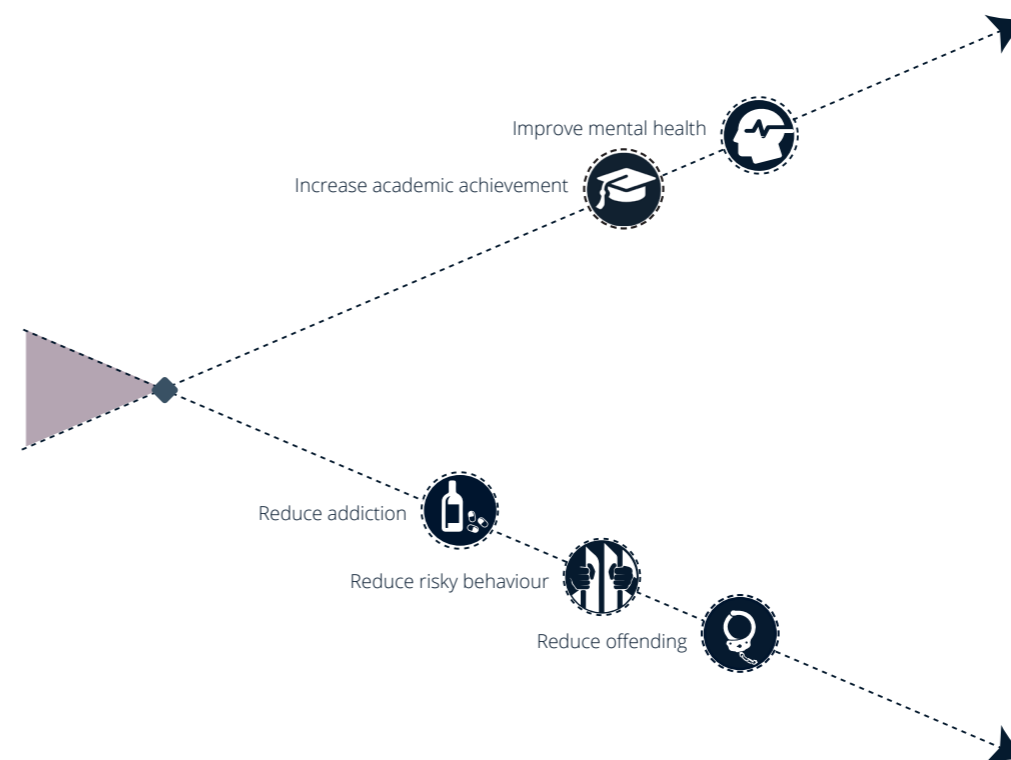 Improve mental health
Increase academic achievement
Reduce addiction
Reduce risky behaviour
Reduce offending